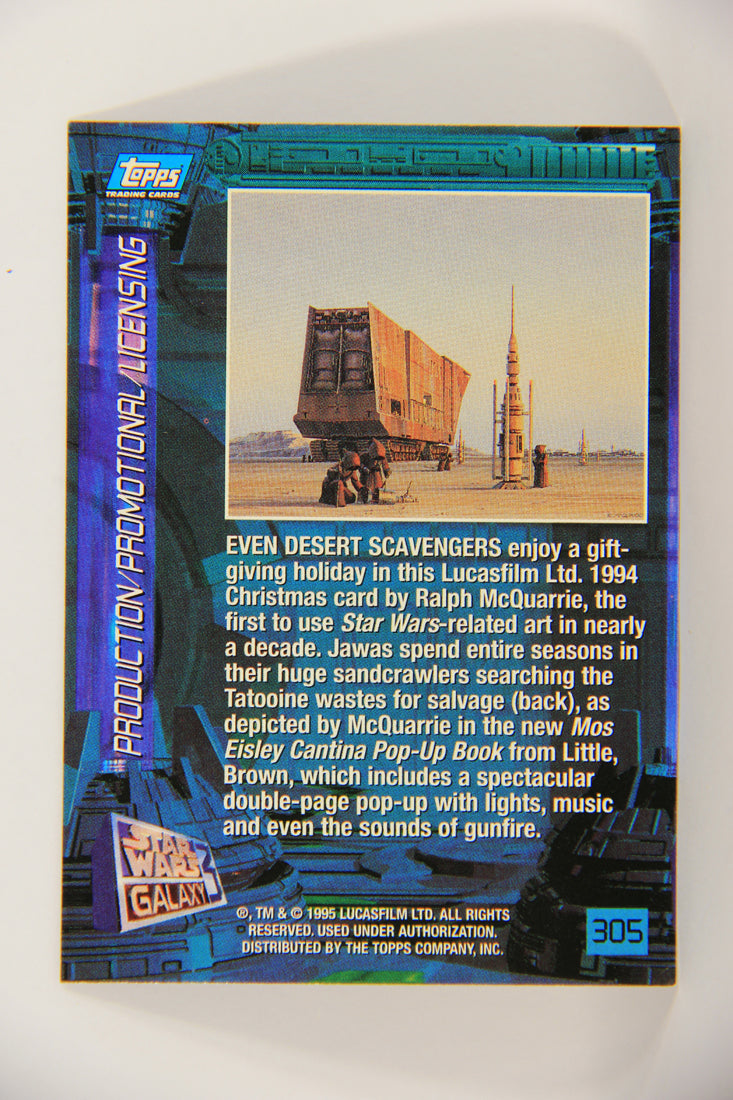 topps
TRADING CARDS
PRODUCTION/PROMOTIONAL/LICENSING
EVEN DESERT SCAVENGERS enjoy a gift-
giving holiday in this Lucasfilm Ltd. 1994
Christmas card by Ralph McQuarrie, the
first to use Star Wars-related art in nearly
a decade. Jawas spend entire seasons in
their huge sandcrawlers searching the
Tatooine wastes for salvage (back), as
depicted by McQuarrie in the new Mos
Eisley Cantina Pop-Up Book from Little,
Brown, which includes a spectacular
double-page pop-up with lights, music
and even the sounds of gunfire.
STAR
WARS
GALAXY
®, TM & © 1995 LUCASFILM LTD. ALL RIGHTS
RESERVED. USED UNDER AUTHORIZATION.
DISTRIBUTED BY THE TOPPS COMPANY, INC.
305